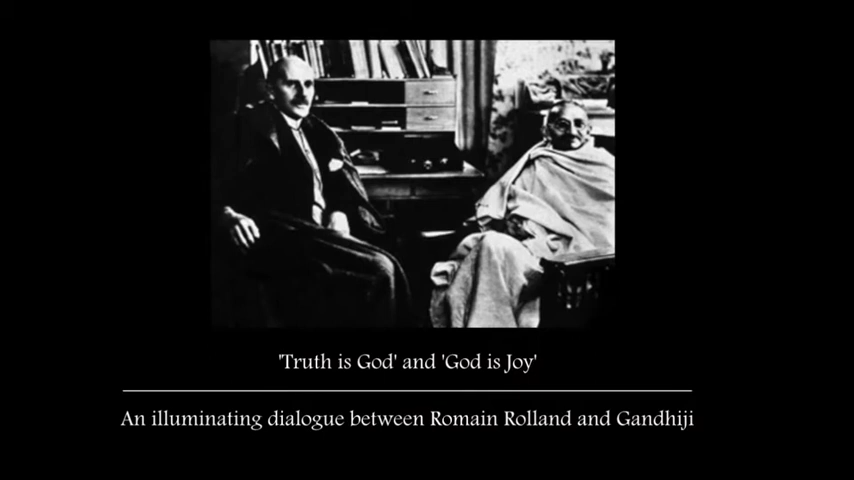 'Truth is God' and 'God is Joy'
An illuminating dialogue between Romain Rolland and Gandhiji